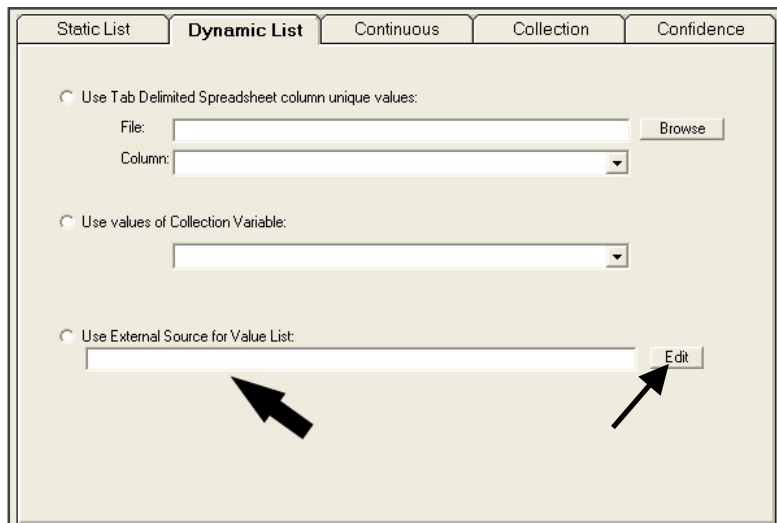 Static List Dynamic List Continuous Collection Confidence
Use Tab Delimited Spreadsheet column unique values:
File: Browse
Column:
Use values of Collection Variable:
Use External Source for Value List:
Edit